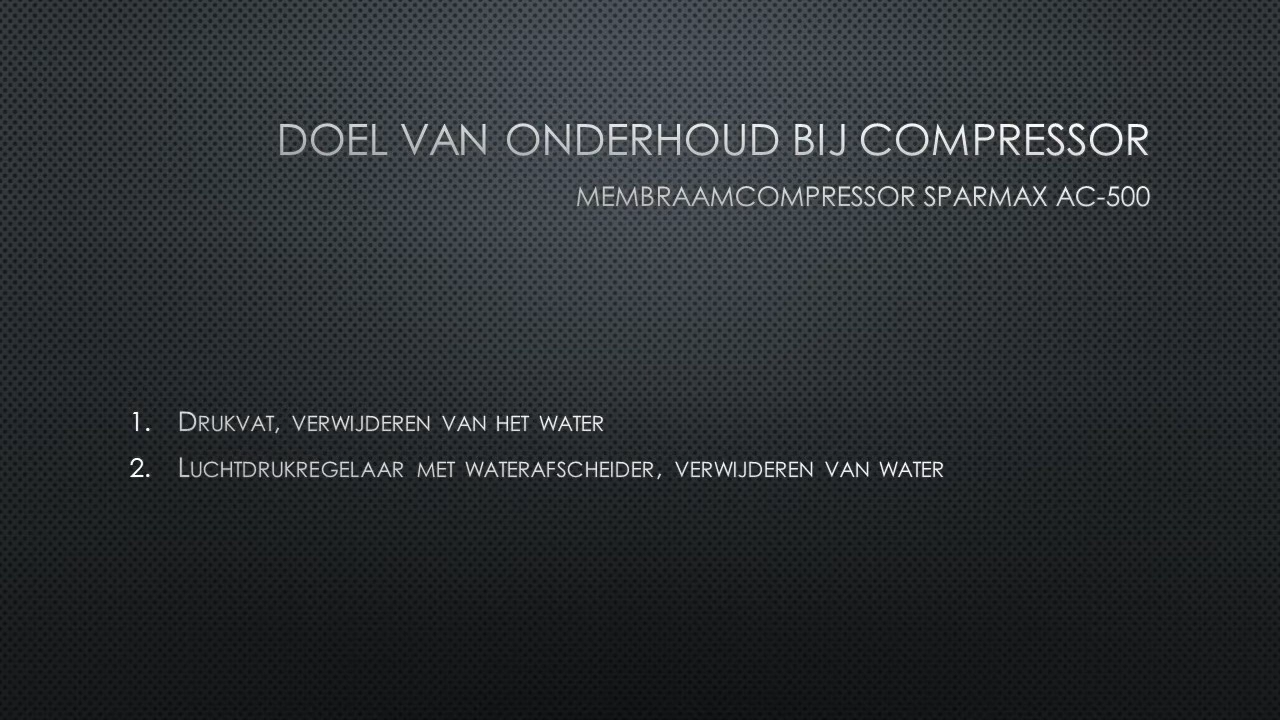 DOEL VAN ONDERHOUD BIJ COMPRESSOR
MEMBRAAMCOMPRESSOR SPARMAX AC-500
1. Drukvat, verwijderen van het water
2. Luchtdrukregelaar met waterafscheider, verwijderen van water